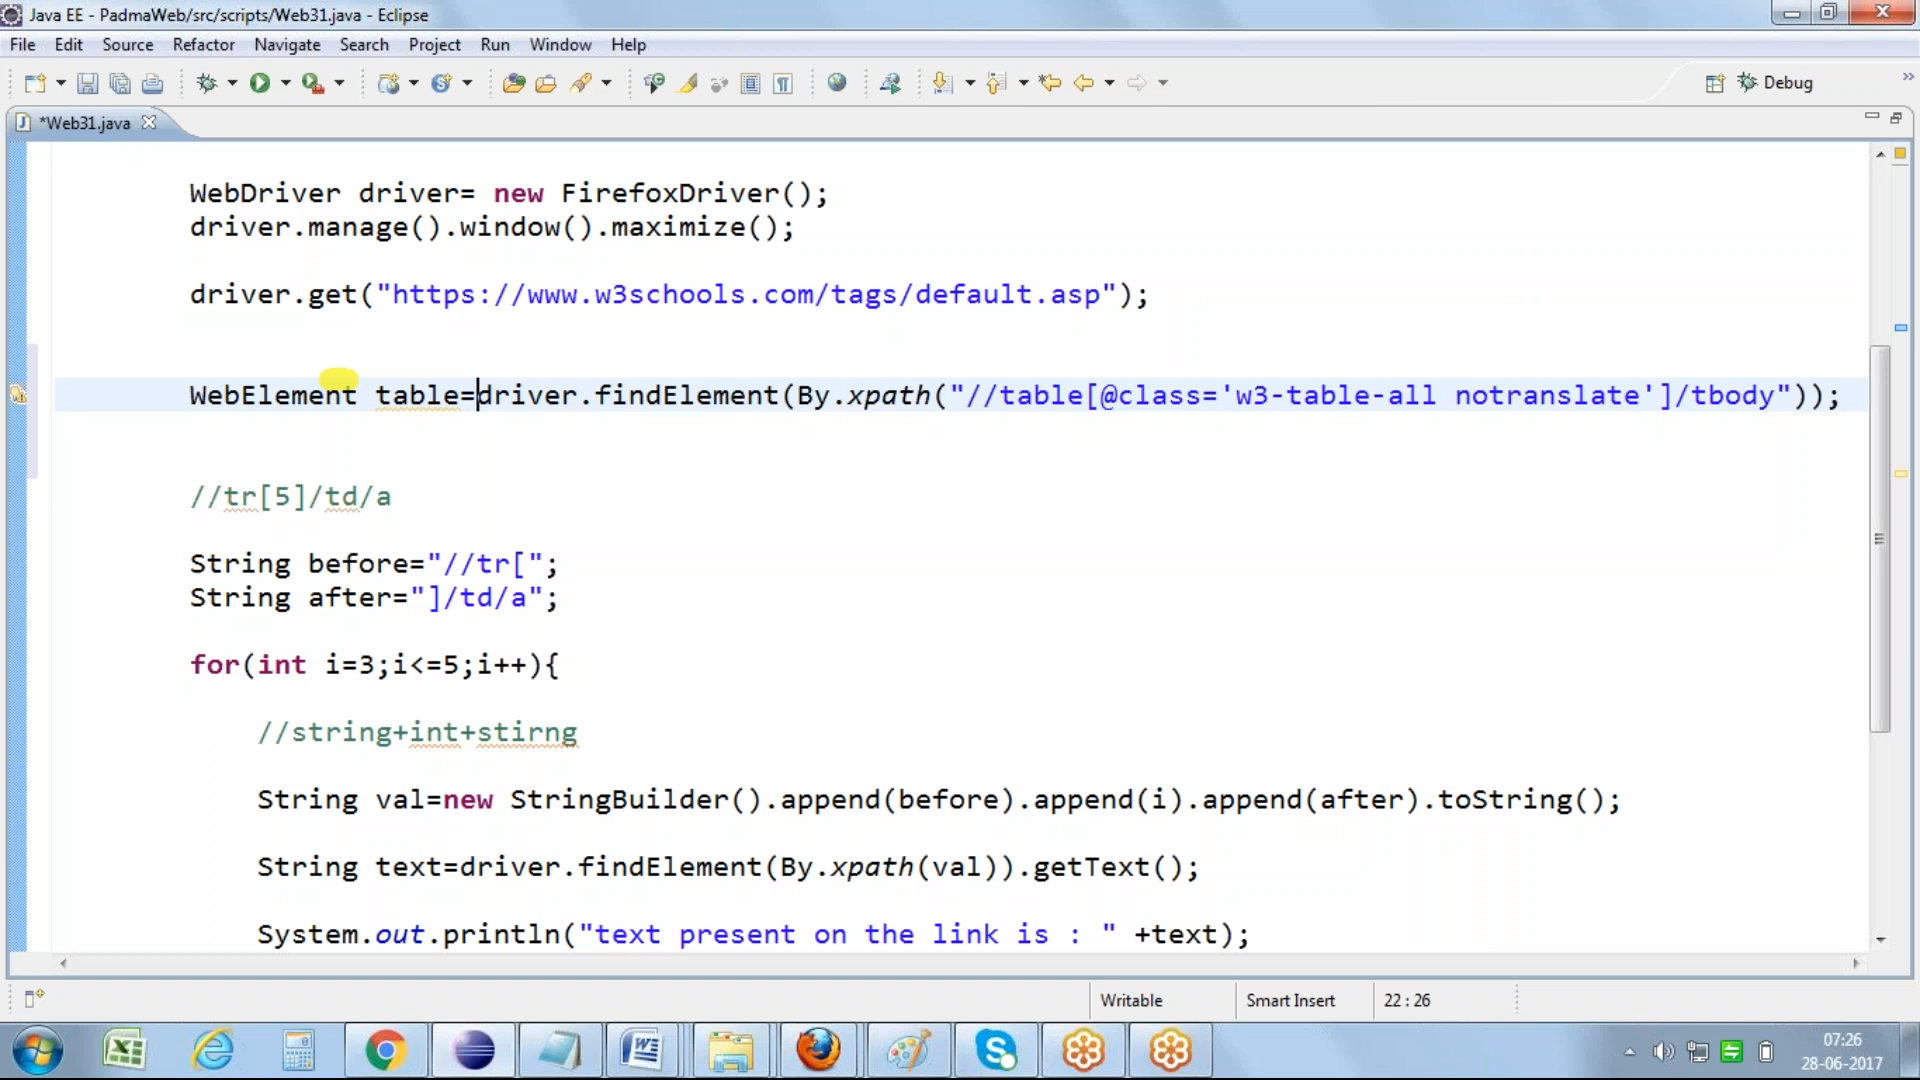 Java EE - PadmaWeb/src/scripts/Web31.java - Eclipse
File Edit Source Refactor Navigate Search Project Run Window Help
Debug
*Web31.java
WebDriver driver= new FirefoxDriver();
driver.manage().window().maximize();
driver.get("https://www.w3schools.com/tags/default.asp");
WebElement table=driver.findElement(By.xpath("//table[@class='w3-table-all notranslate']/tbody"));
//tr[5]/td/a
String before="//tr[";
String after="]/td/a";
for(int i=3;i<=5;i++){
//string+int+stirng
String val=new StringBuilder().append(before).append(i).append(after).toString();
String text=driver.findElement(By.xpath(val)).getText();
System.out.println("text present on the link is : " +text);
Writable Smart Insert 22 : 26
07:26
28-06-2017